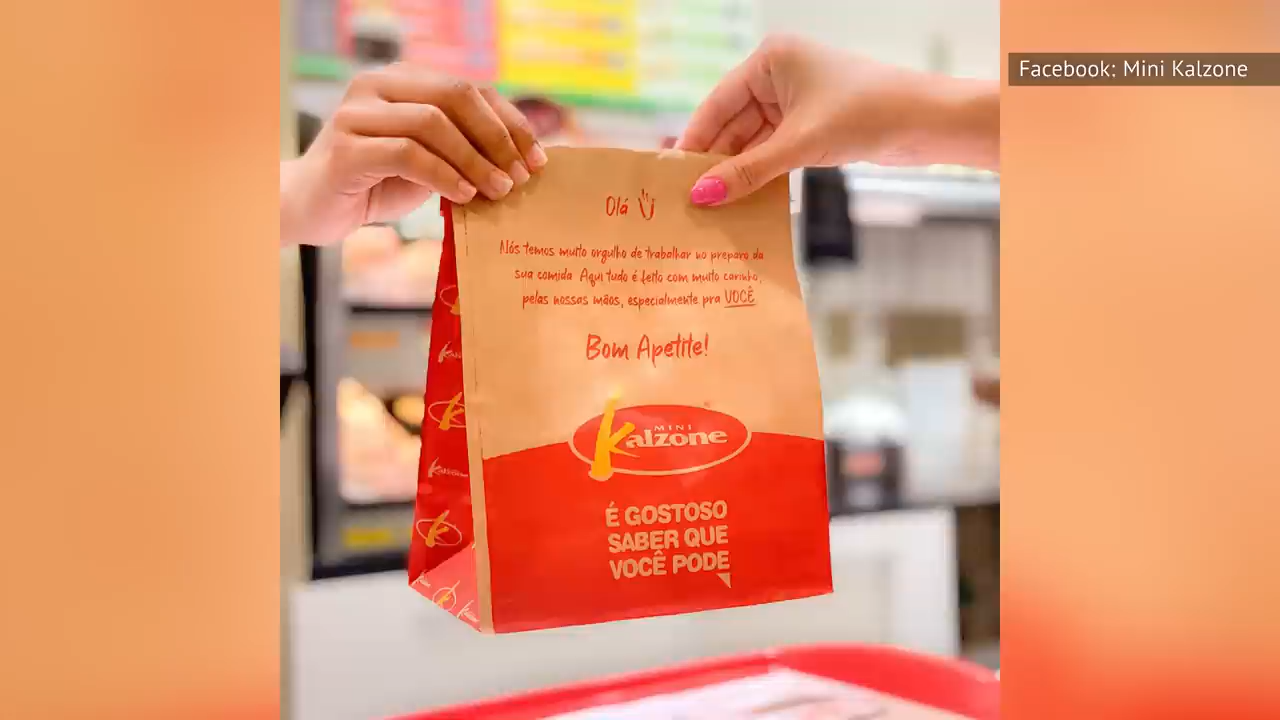 Facebook: Mini Kalzone
Olá
Nós temos muito orgulho de trabalhar no preparo da
sua comida. Aqui tudo é feito com muito carinho,
pelas nossas mãos, especialmente pra VOCÊ
Bom Apetite!
MINI
Kalzone
É GOSTOSO
SABER QUE
VOCÊ PODE